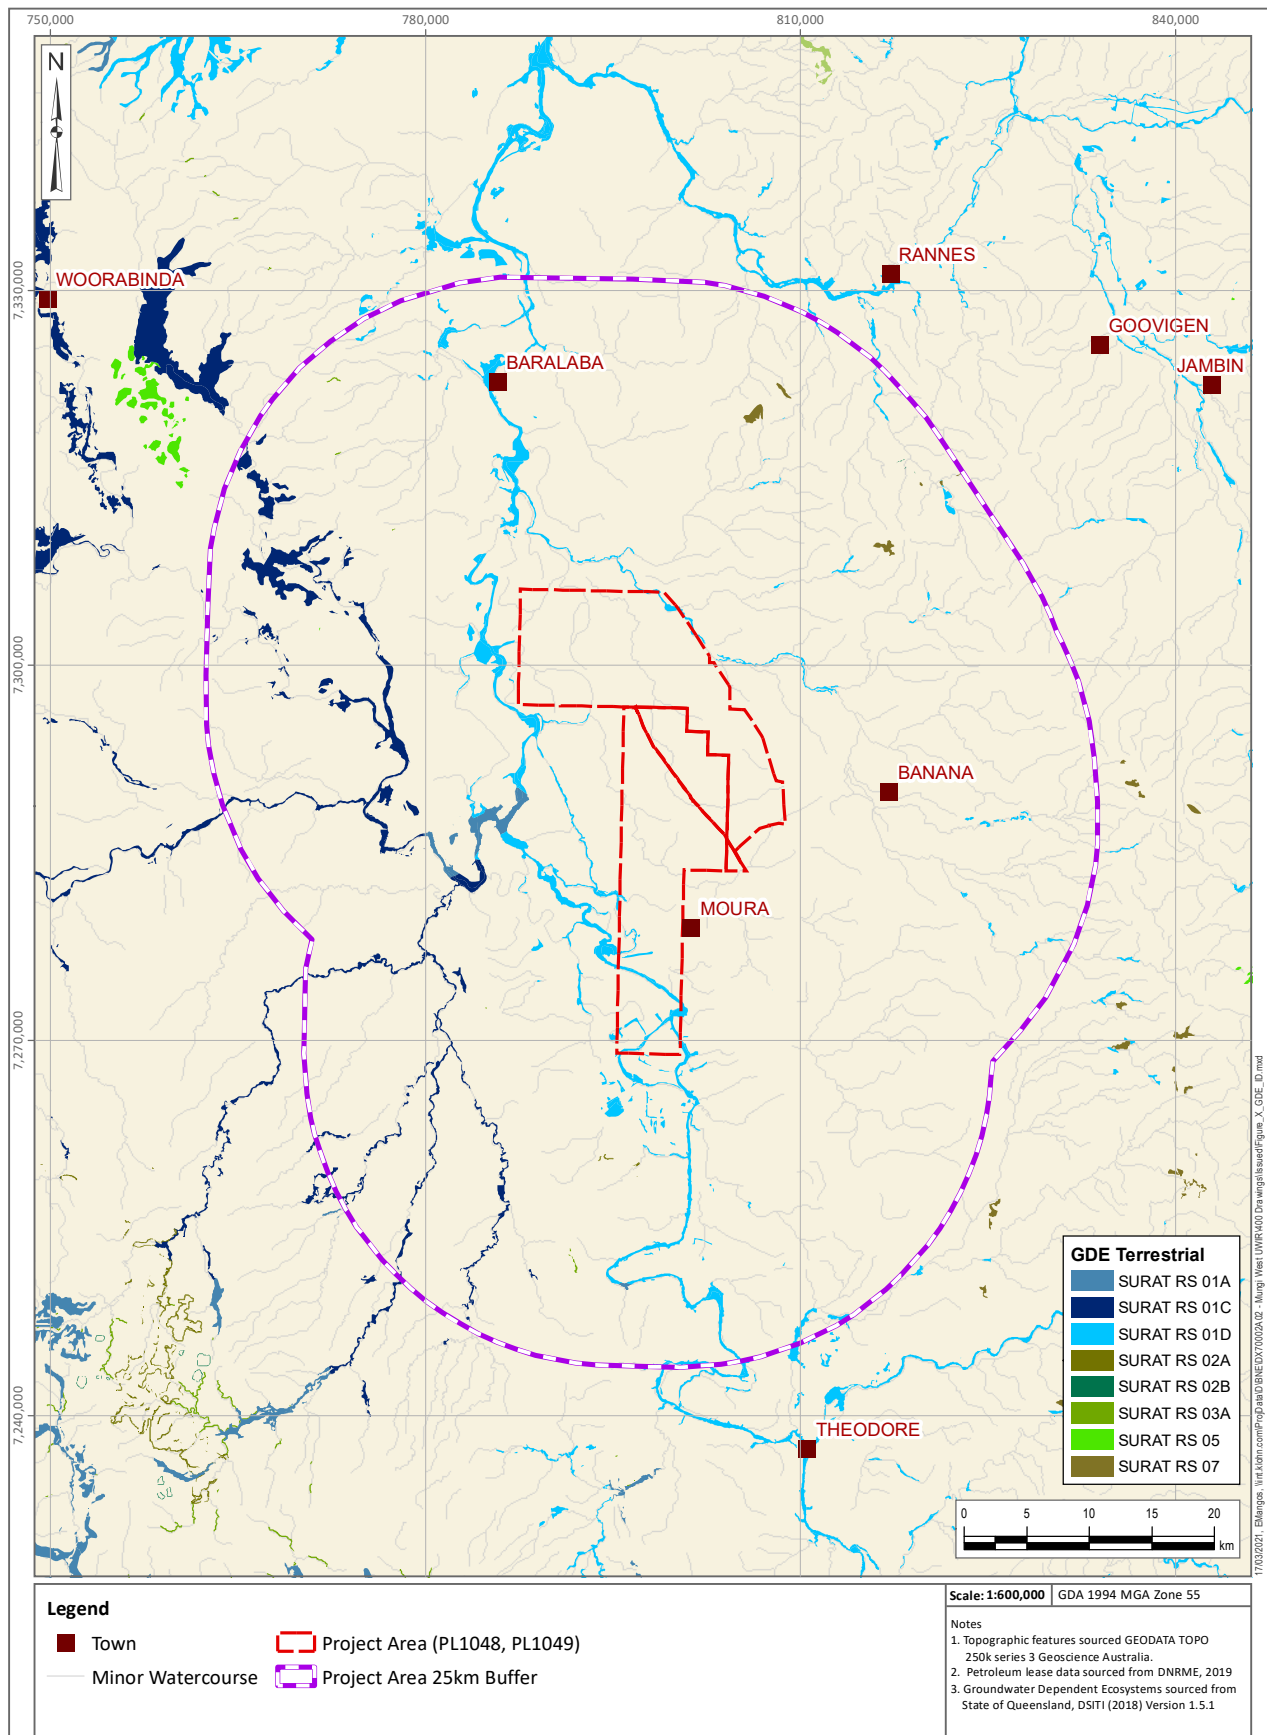 750,000
780,000
810,000
840,000
N
7,330,000
7,300,000
7,270,000
7,240,000
WOORABINDA
RANNES
GOOVIGEN
JAMBIN
BARALABA
BANANA
MOURA
THEODORE
GDE Terrestrial
SURAT RS 01A
SURAT RS 01C
SURAT RS 01D
SURAT RS 02A
SURAT RS 02B
SURAT RS 03A
SURAT RS 05
SURAT RS 07
0 5 10 15 20
km
Legend
Town
Minor Watercourse
Project Area (PL1048, PL1049)
Project Area 25km Buffer
Scale: 1:600,000
GDA 1994 MGA Zone 55
Notes
1. Topographic features sourced GEODATA TOPO
250k series 3 Geoscience Australia.
2. Petroleum lease data sourced from DNRME, 2019
3. Groundwater Dependent Ecosystems sourced from
State of Queensland, DSITI (2018) Version 1.5.1